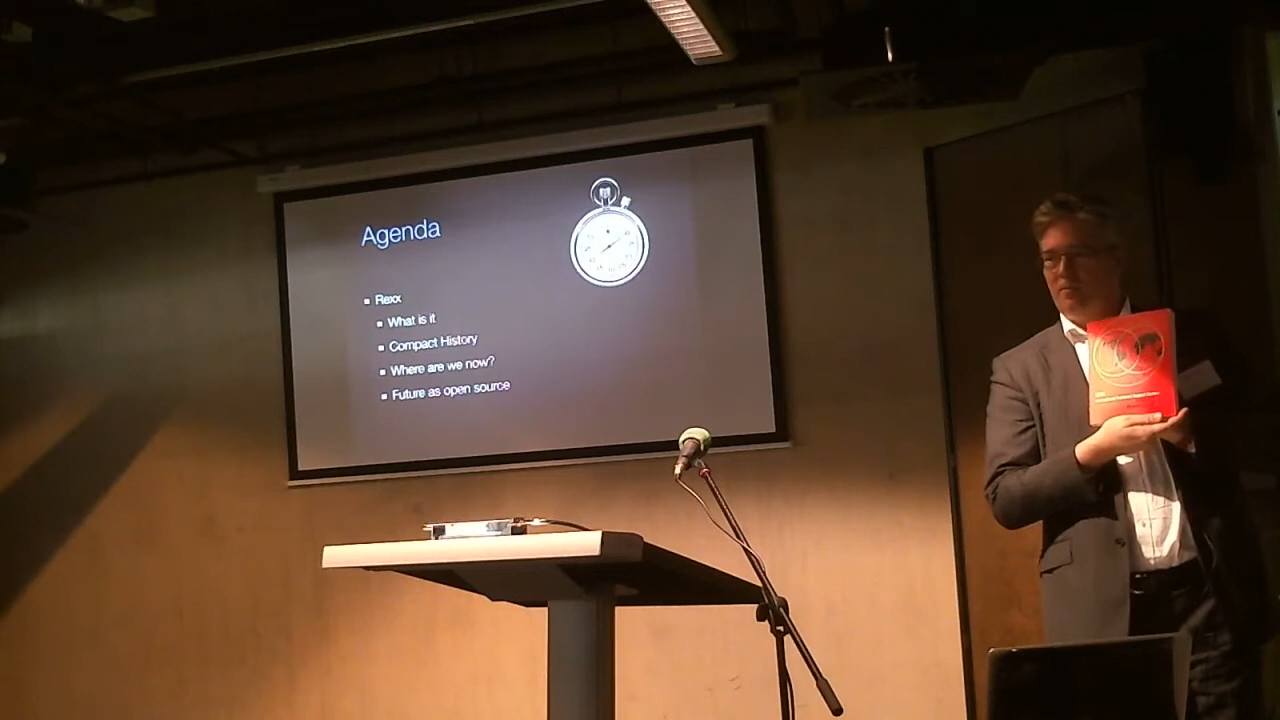 Agenda
Rexx
What is it
Compact History
Where are we now?
Future as open source